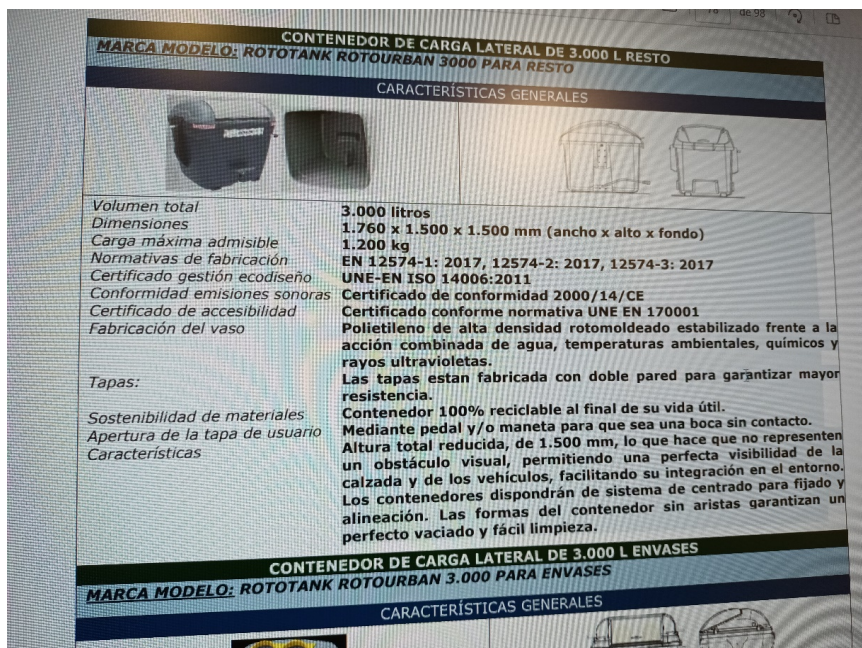 de 98
CONTENEDOR DE CARGA LATERAL DE 3.000 L RESTO
MARCA MODELO: ROTOTANK ROTOURBAN 3000 PARA RESTO
CARACTERÍSTICAS GENERALES
Volumen total 3.000 litros
Dimensiones 1.760 x 1.500 x 1.500 mm (ancho x alto x fondo)
Carga máxima admisible 1.200 kg
Normativas de fabricación EN 12574-1: 2017, 12574-2: 2017, 12574-3: 2017
Certificado gestión ecodiseño UNE-EN ISO 14006:2011
Conformidad emisiones sonoras Certificado de conformidad 2000/14/CE
Certificado de accesibilidad Certificado conforme normativa UNE EN 170001
Fabricación del vaso Polietileno de alta densidad rotomoldeado estabilizado frente a la
acción combinada de agua, temperaturas ambientales, químicos y
rayos ultravioletas.
Tapas: Las tapas estan fabricada con doble pared para garantizar mayor
resistencia.
Sostenibilidad de materiales Contenedor 100% reciclable al final de su vida útil.
Apertura de la tapa de usuario Mediante pedal y/o maneta para que sea una boca sin contacto.
Características Altura total reducida, de 1.500 mm, lo que hace que no representen
un obstáculo visual, permitiendo una perfecta visibilidad de la
calzada y de los vehículos, facilitando su integración en el entorno.
Los contenedores dispondrán de sistema de centrado para fijado y
alineación. Las formas del contenedor sin aristas garantizan un
perfecto vaciado y fácil limpieza.
CONTENEDOR DE CARGA LATERAL DE 3.000 L ENVASES
MARCA MODELO: ROTOTANK ROTOURBAN 3.000 PARA ENVASES
CARACTERÍSTICAS GENERALES